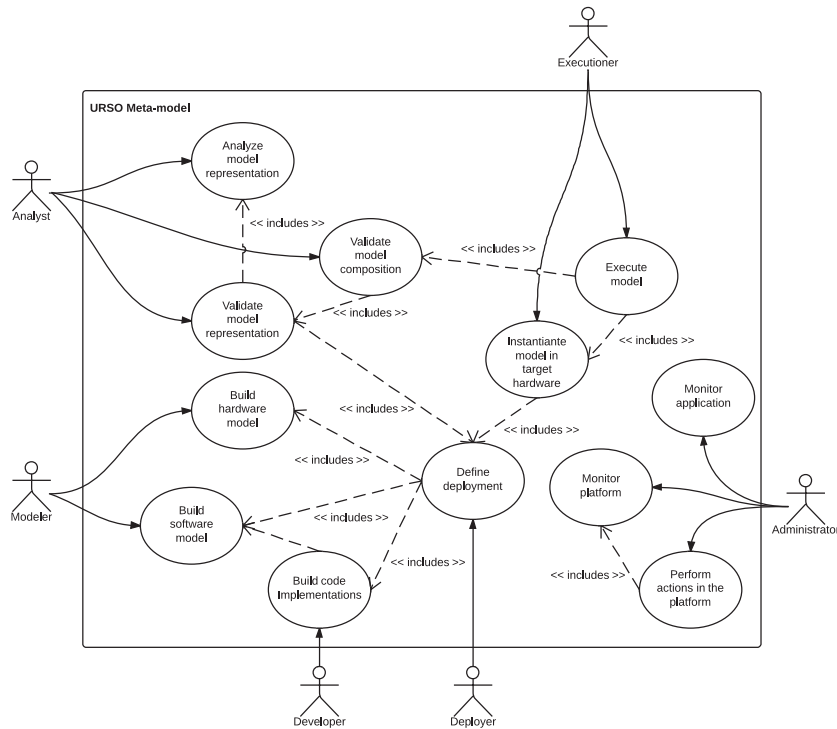 Executioner
URSO Meta-model
Analyze
model
representation
Analyst
<< includes >>
Validate
model
composition
<< includes >>
Execute
model
Validate
model
representation
<< includes >>
Instantiante
model in
target
hardware
<< includes >>
Build
hardware
model
<< includes >>
<< includes >>
Monitor
application
<< includes >>
Define
deployment
Monitor
platform
Modeler
Build
software
model
<< includes >>
Administrator
<< includes >>
<< includes >>
Build code
Implementations
Perform
actions in the
platform
Developer
Deployer